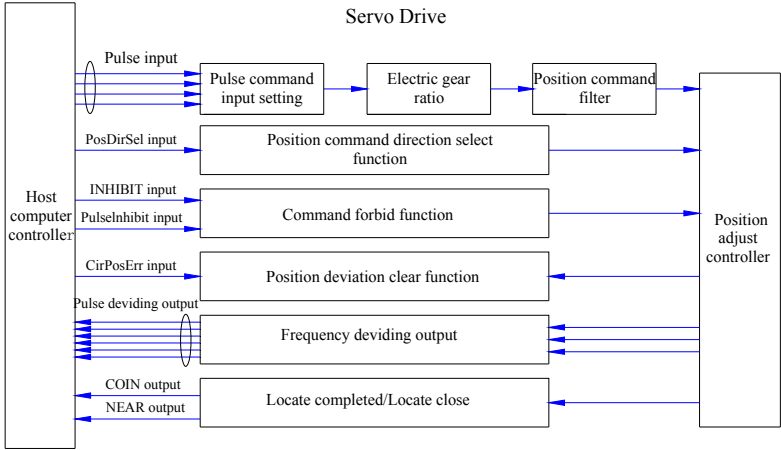 Servo Drive
Host
computer
controller
Pulse input
Pulse command
input setting
Electric gear
ratio
Position command
filter
PosDirSel input
Position command direction select
function
INHIBIT input
PulseInhibit input
Command forbid function
CirPosErr input
Position deviation clear function
Pulse deviding output
Frequency deviding output
COIN output
NEAR output
Locate completed/Locate close
Position
adjust
controller